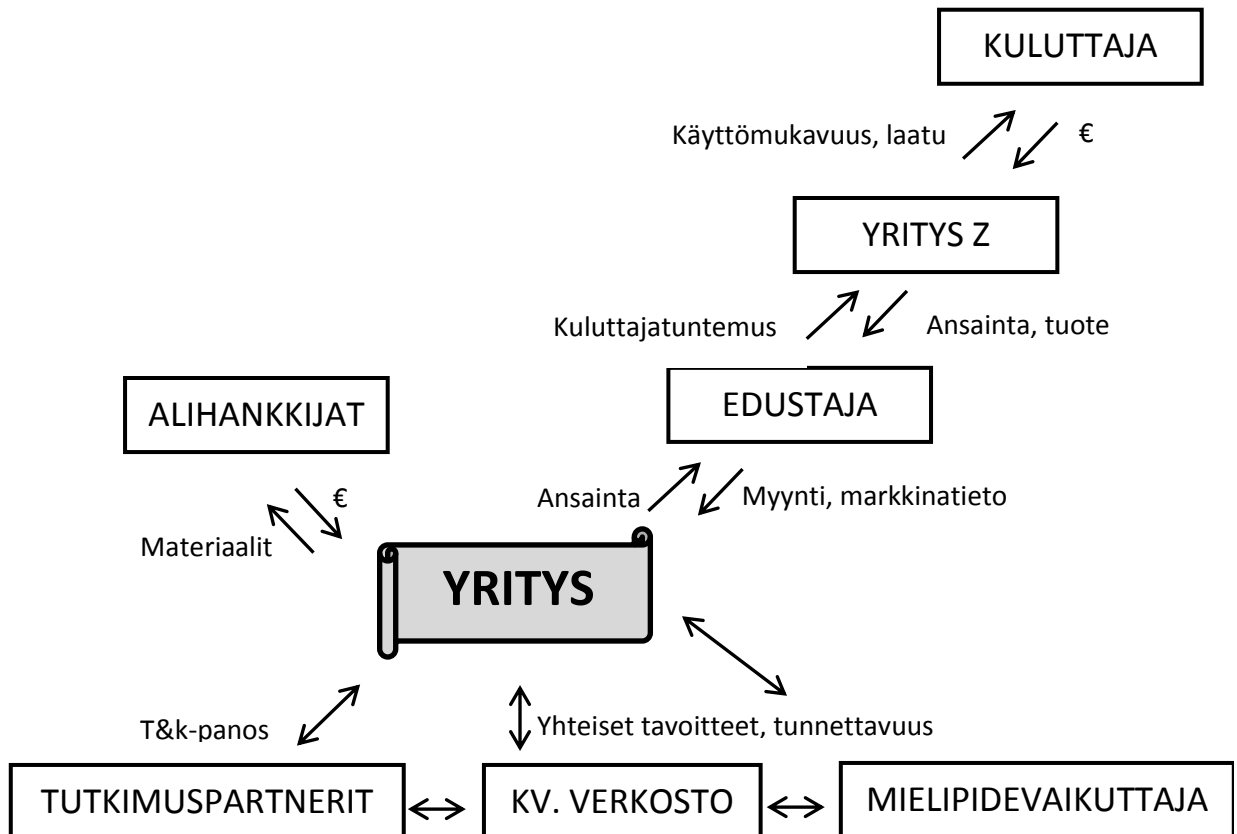 KULUTTAJA
Käyttömukavuus, laatu
€
YRITYS Z
Kuluttajatuntemus
Ansainta, tuote
EDUSTAJA
ALIHANKKIJAT
€
Ansainta
Myynti, markkinatieto
Materiaalit
YRITYS
T&k-panos
Yhteiset tavoitteet, tunnettavuus
TUTKIMUSPARTNERIT
KV. VERKOSTO
MIELIPIDEVAIKUTTAJA